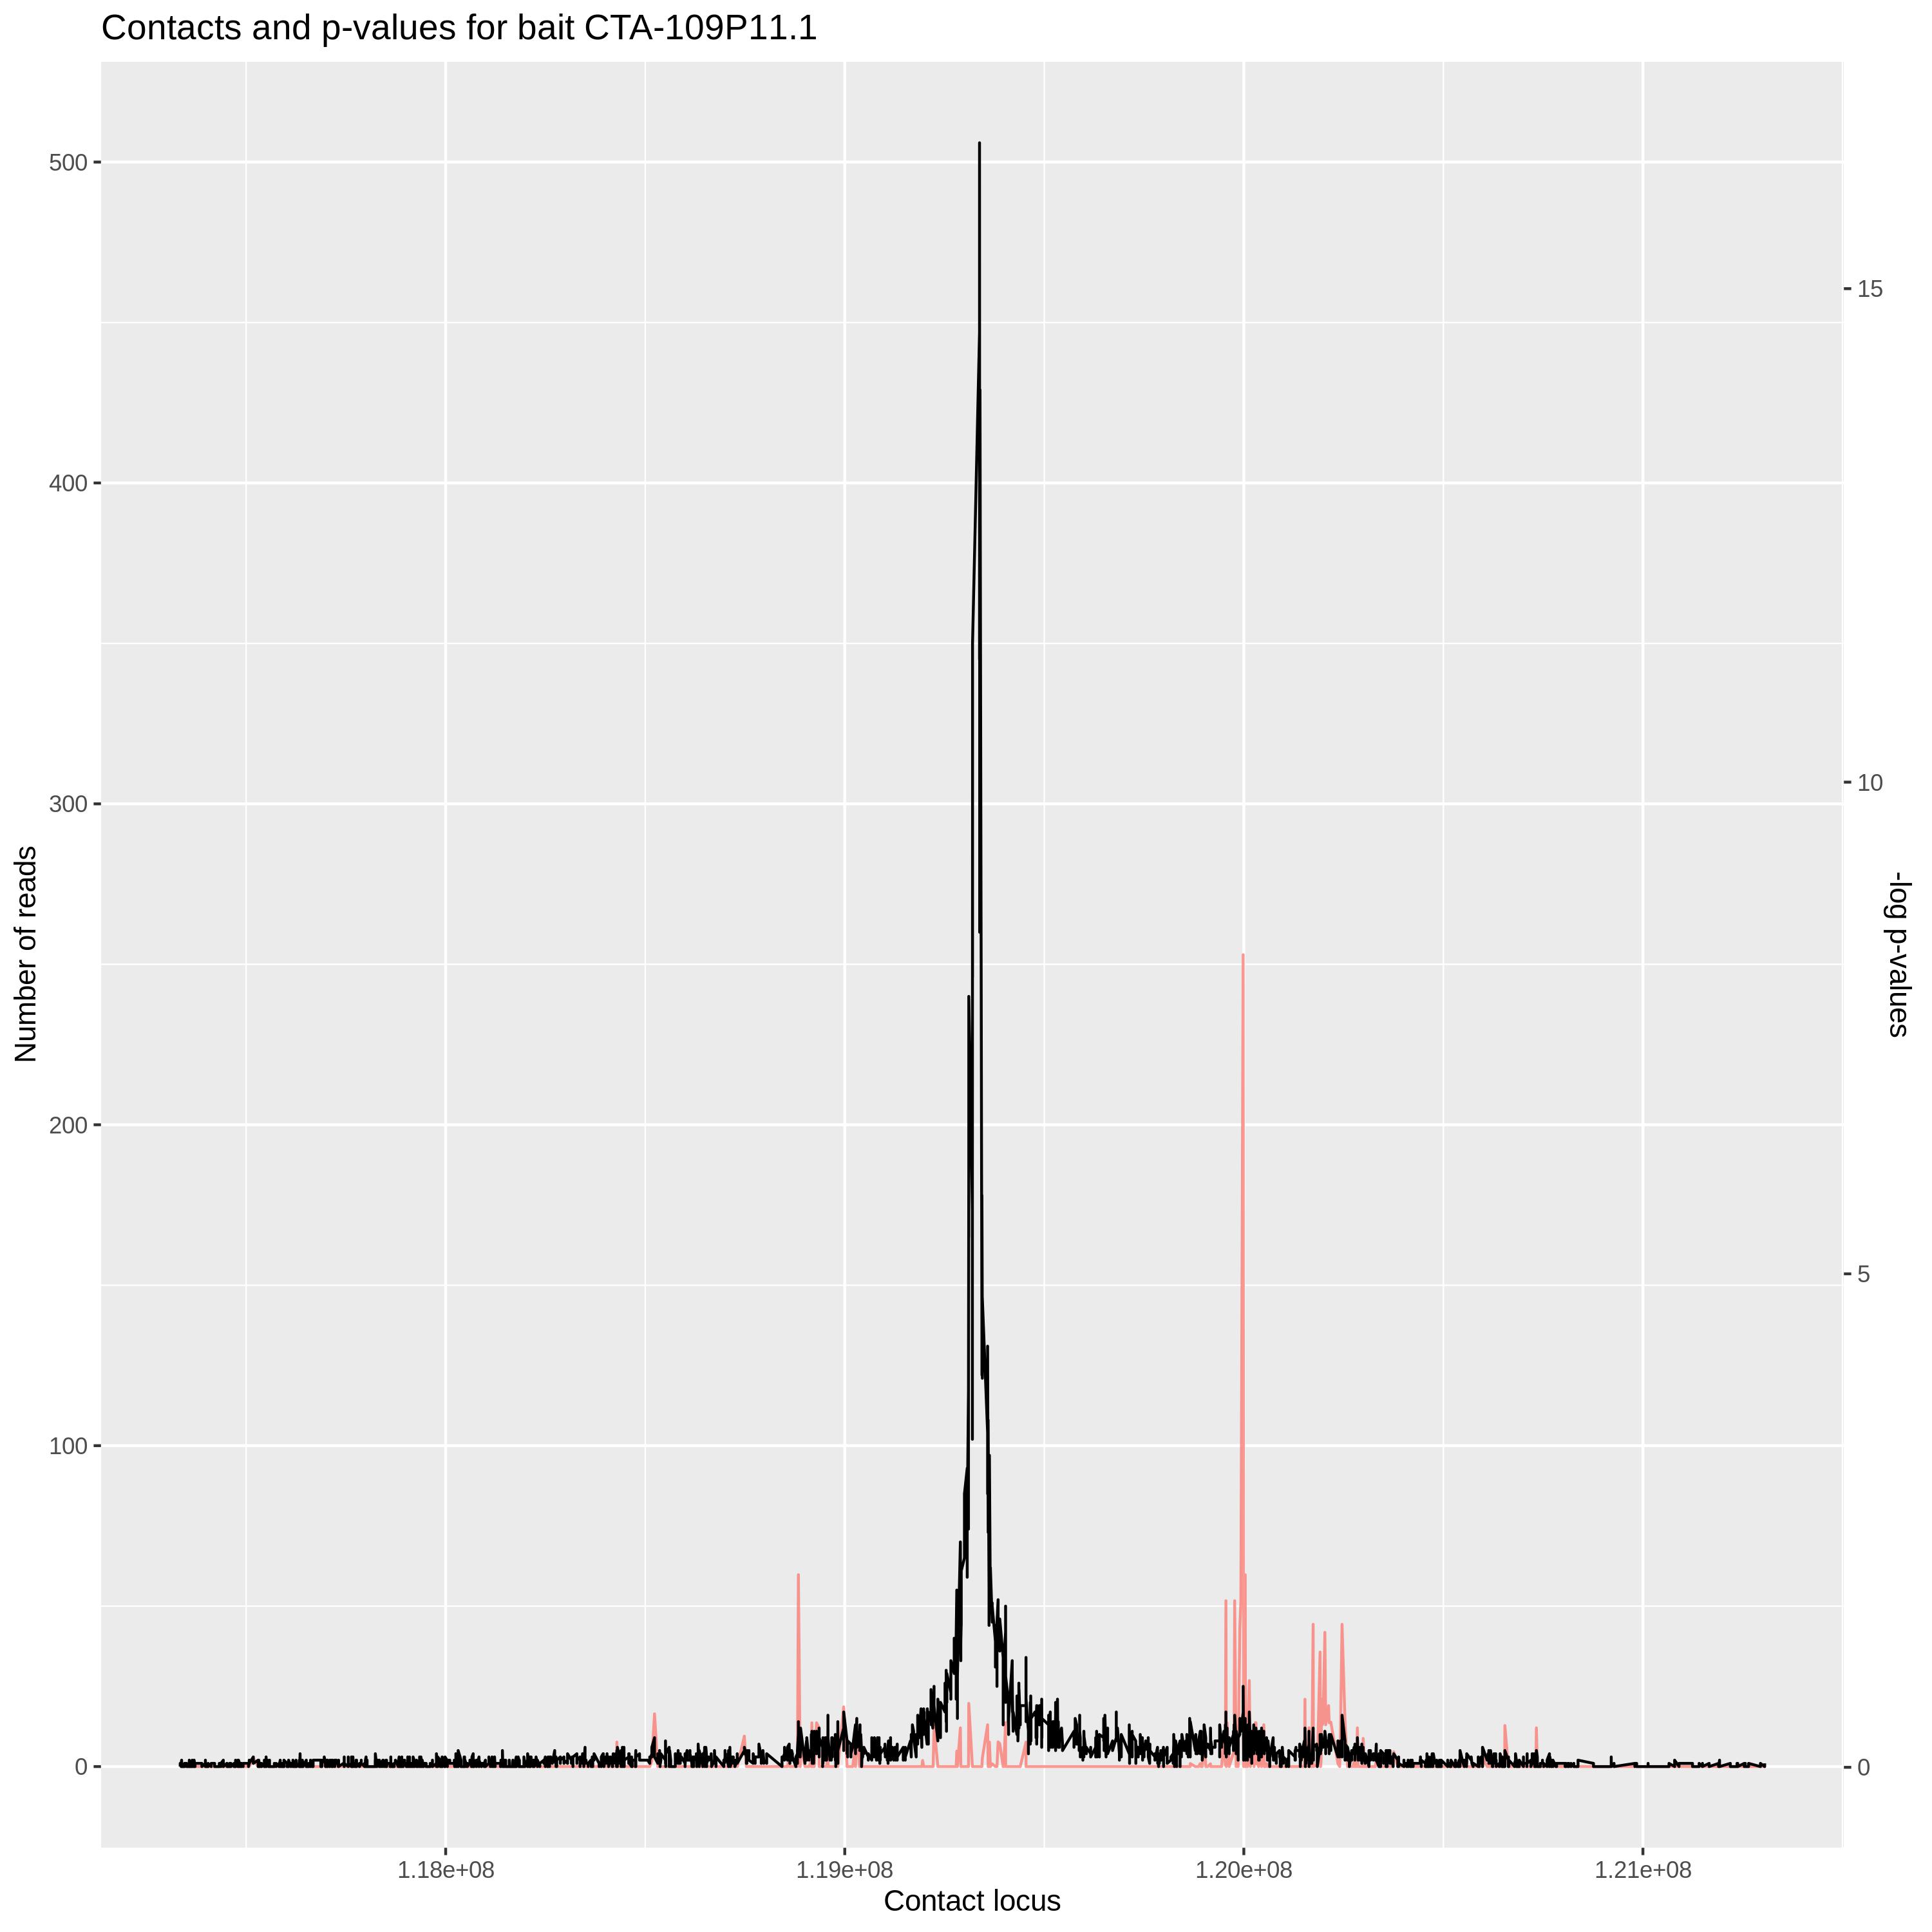 Contacts and p-values for bait CTA-109P11.1
500
400
300
200
100
0
Number of reads
15
10
5
0
-log p-values
1.18e+08
1.19e+08
1.20e+08
1.21e+08
Contact locus